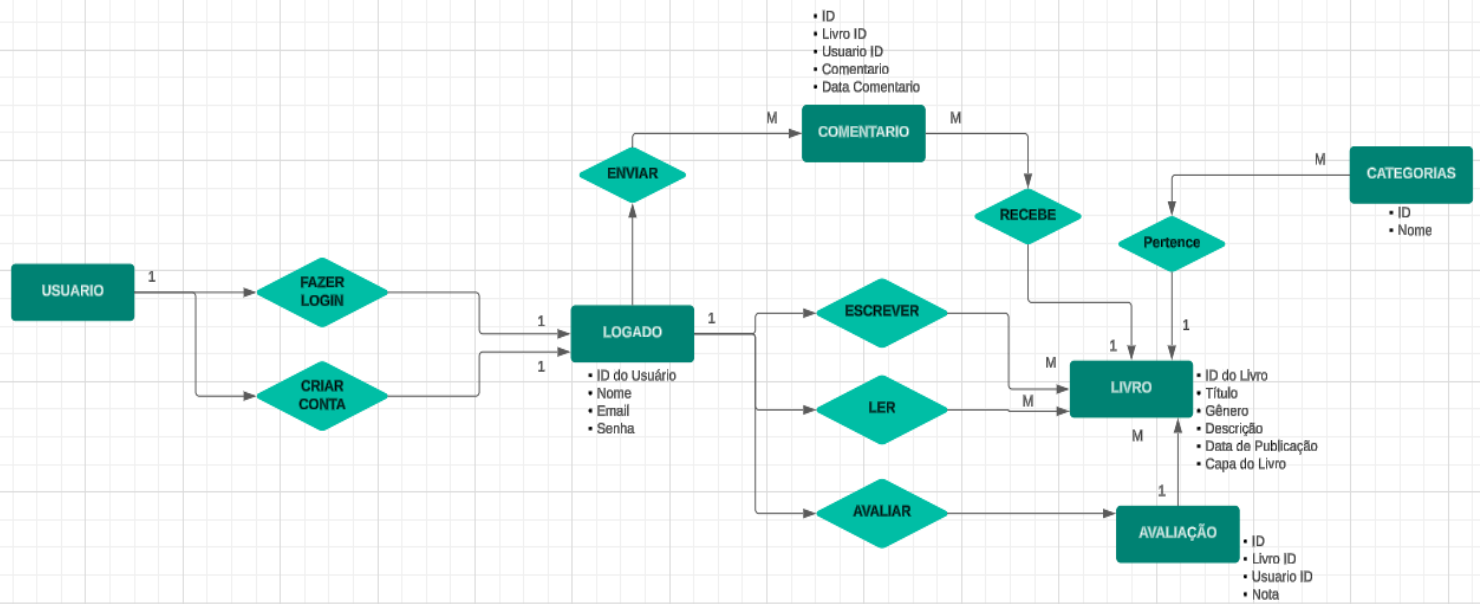 • ID
• Livro ID
• Usuario ID
• Comentario
• Data Comentario
M
COMENTARIO
M
ENVIAR
M
CATEGORIAS
• ID
• Nome
RECEBE
Pertence
USUARIO
1
FAZER
LOGIN
1
LOGADO
1
1
• ID do Usuário
• Nome
• Email
• Senha
CRIAR
CONTA
ESCREVER
M
1
1
LIVRO
• ID do Livro
• Título
• Gênero
• Descrição
• Data de Publicação
• Capa do Livro
LER
M
M
1
AVALIAR
AVALIAÇÃO
• ID
• Livro ID
• Usuario ID
• Nota